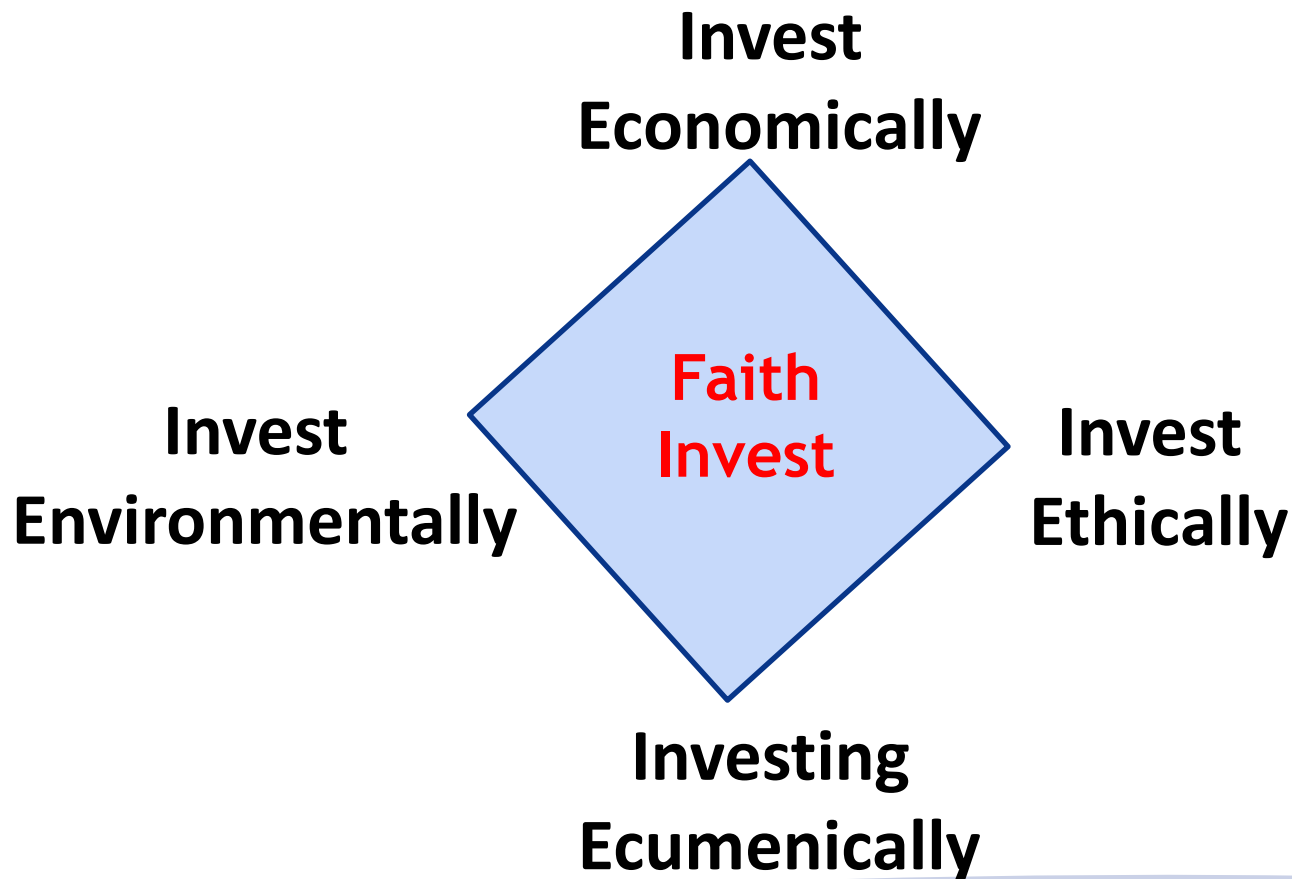 Invest
Economically
Faith
Invest
Invest
Environmentally
Invest
Ethically
Investing
Ecumenically